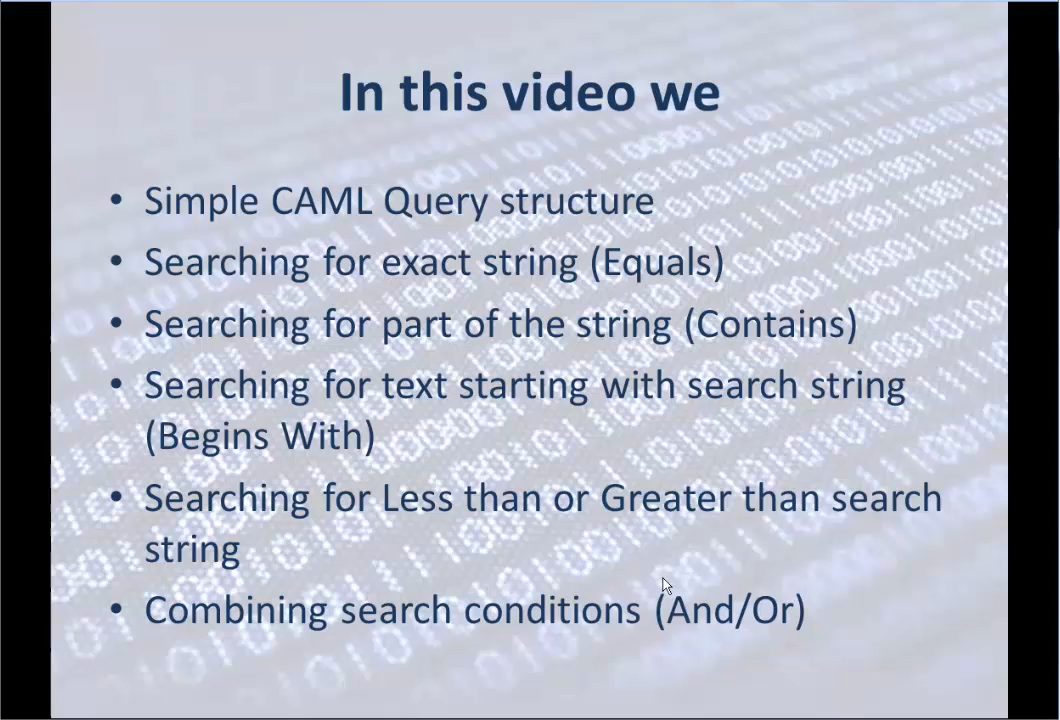 In this video we
• Simple CAML Query structure
• Searching for exact string (Equals)
• Searching for part of the string (Contains)
• Searching for text starting with search string
(Begins With)
• Searching for Less than or Greater than search
string
• Combining search conditions (And/Or)